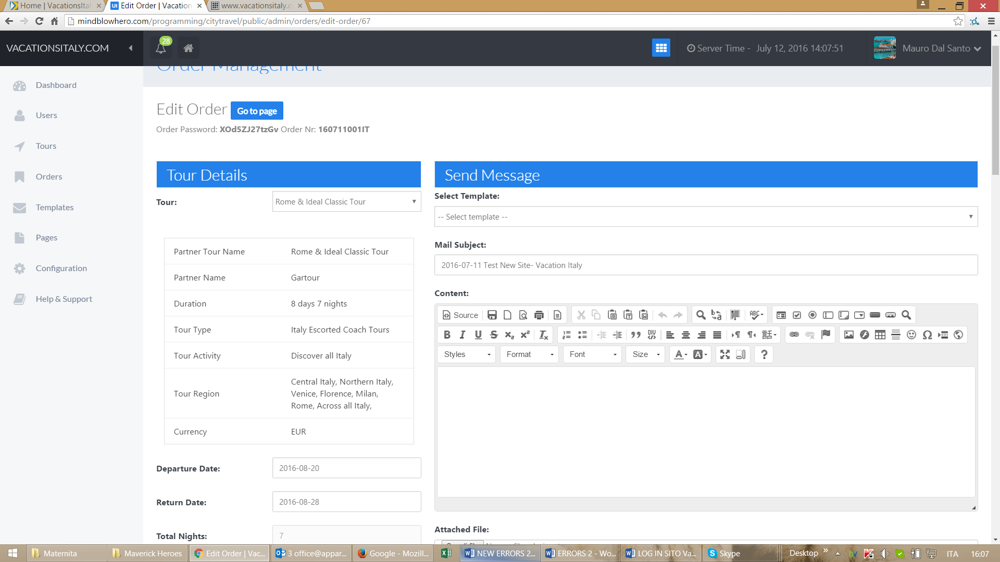 Home | VacationsItal
Edit Order | Vacation
www.vacationsitaly.c
mindblowhero.com/programming/citytravel/public/admin/orders/edit-order/67
VACATIONSITALY.COM
28
Server Time - July 12, 2016 14:07:51
Mauro Dal Santo
Order Management
Dashboard
Users
Tours
Orders
Templates
Pages
Configuration
Help & Support
Edit Order
Go to page
Order Password: XOd5ZJ27tzGv Order Nr: 160711001IT
Tour Details
Tour:
Rome & Ideal Classic Tour
Partner Tour Name Rome & Ideal Classic Tour
Partner Name Gartour
Duration 8 days 7 nights
Tour Type Italy Escorted Coach Tours
Tour Activity Discover all Italy
Tour Region
Central Italy, Northern Italy,
Venice, Florence, Milan,
Rome, Across all Italy,
Currency EUR
Departure Date: 2016-08-20
Return Date: 2016-08-28
Total Nights: 7
Send Message
Select Template:
-- Select template --
Mail Subject:
2016-07-11 Test New Site- Vacation Italy
Content:
Source
Styles Format Font Size
Attached File:
Maternita
Maverick Heroes
Edit Order | Vac...
3 office@appar...
Google - Mozill...
NEW ERRORS 2...
ERRORS 2 - Wo...
LOG IN SITO Va...
Skype
Desktop
ITA
16:07